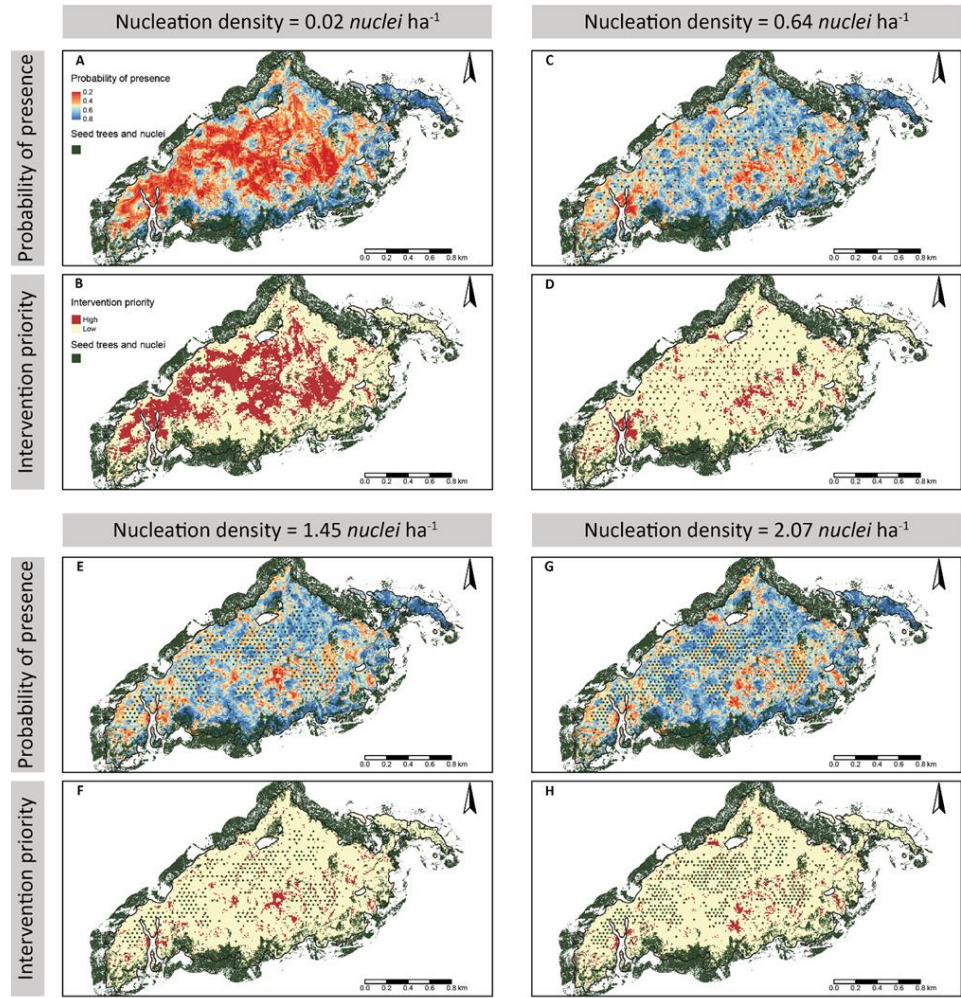 Nucleation density = 0.02 nuclei ha-1
Nucleation density = 0.64 nuclei ha-1
Probability of presence
A
Probability of presence
0.2
0.4
0.6
0.8
Seed trees and nuclei
0.0 0.2 0.4 0.6 0.8 km
C
0.0 0.2 0.4 0.6 0.8 km
Intervention priority
B
Intervention priority
High
Low
Seed trees and nuclei
0.0 0.2 0.4 0.6 0.8 km
D
0.0 0.2 0.4 0.6 0.8 km
Nucleation density = 1.45 nuclei ha-1
Nucleation density = 2.07 nuclei ha-1
Probability of presence
E
0.0 0.2 0.4 0.6 0.8 km
G
0.0 0.2 0.4 0.6 0.8 km
Intervention priority
F
0.0 0.2 0.4 0.6 0.8 km
H
0.0 0.2 0.4 0.6 0.8 km